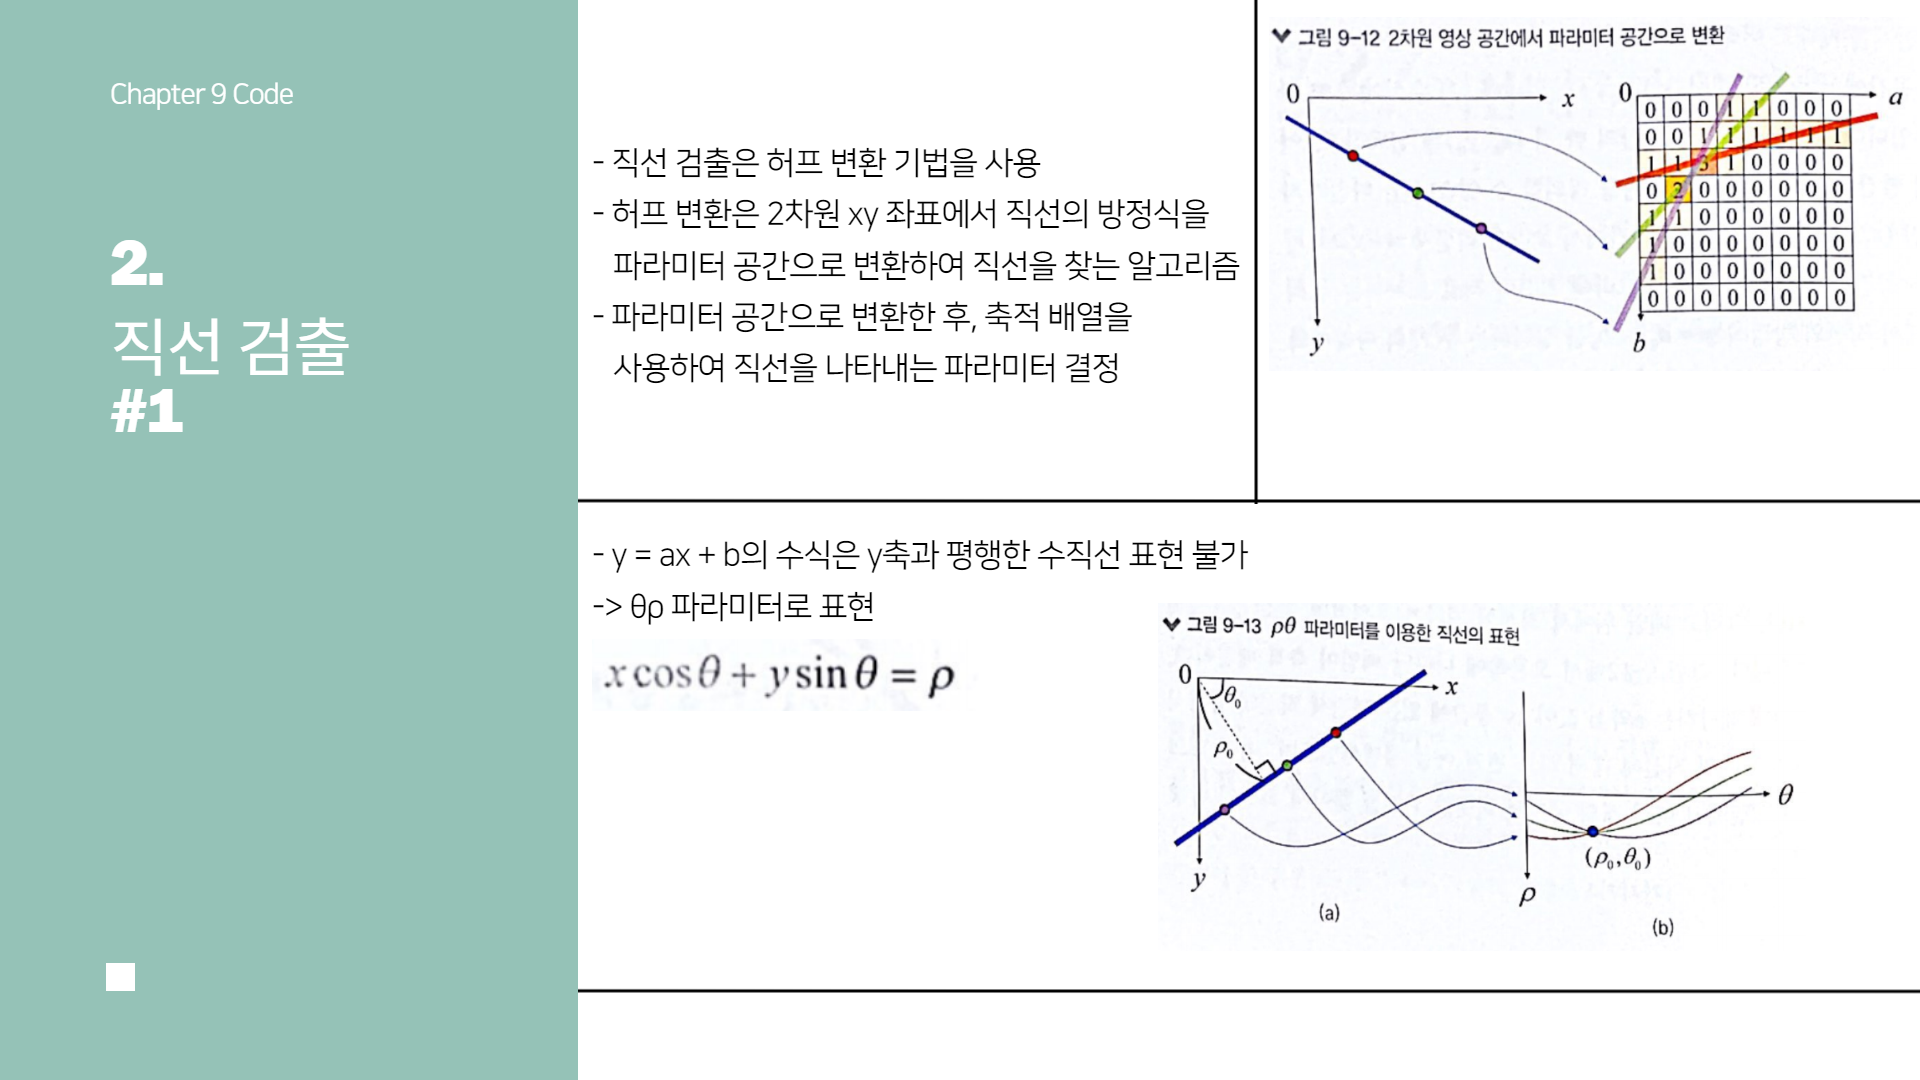 Chapter 9 Code
2.
직선 검출
#1
- 직선 검출은 허프 변환 기법을 사용
- 허프 변환은 2차원 xy 좌표에서 직선의 방정식을
파라미터 공간으로 변환하여 직선을 찾는 알고리즘
- 파라미터 공간으로 변환한 후, 축적 배열을
사용하여 직선을 나타내는 파라미터 결정
그림 9-12 2차원 영상 공간에서 파라미터 공간으로 변환
0 x
y
0 a
0 0 0 1 1 0 0 0
0 0 1 1 1 1 1 1
1 1 3 1 0 0 0 0
0 2 0 0 0 0 0 0
1 1 0 0 0 0 0 0
1 0 0 0 0 0 0 0
1 0 0 0 0 0 0 0
0 0 0 0 0 0 0 0
b
- y = ax + b의 수식은 y축과 평행한 수직선 표현 불가
-> θρ 파라미터로 표현
x cos θ + y sin θ = ρ
그림 9-13 ρθ 파라미터를 이용한 직선의 표현
0 x
θ₀
ρ₀
y
(a)
θ
(ρ₀,θ₀)
ρ
(b)